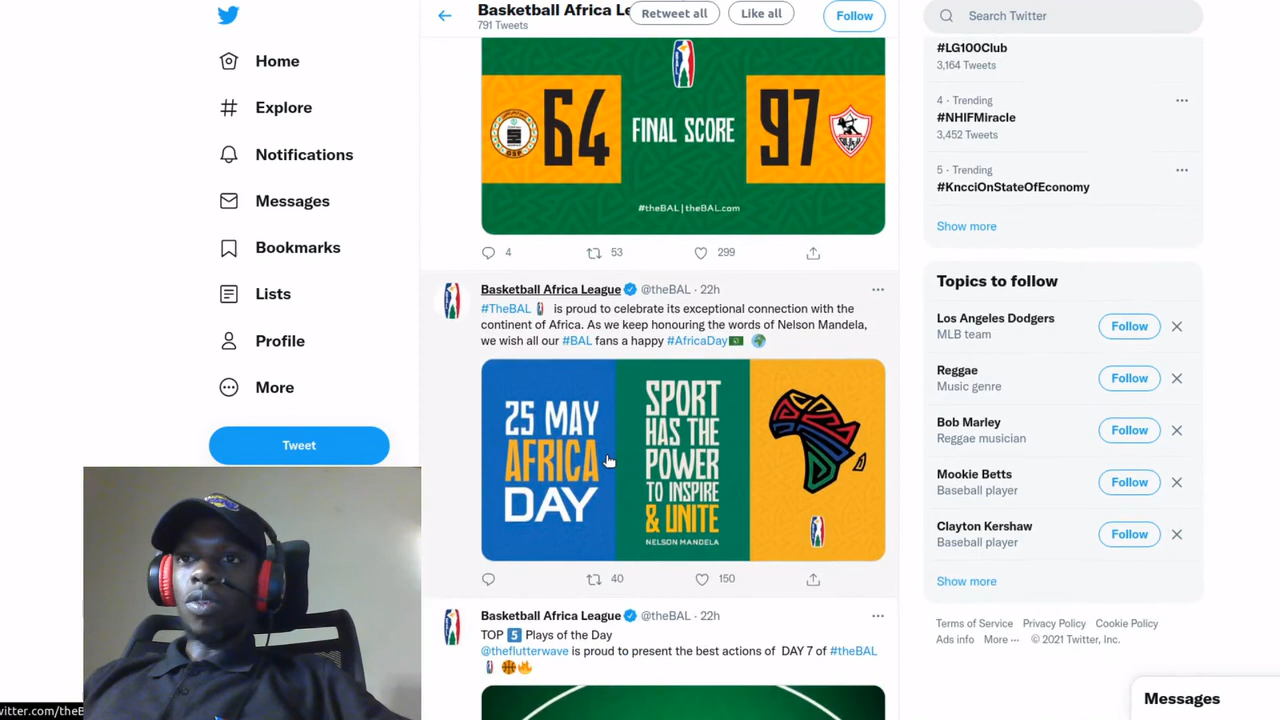 Home
Explore
Notifications
Messages
Bookmarks
Lists
Profile
More
Tweet
Basketball Africa Le
791 Tweets
Retweet all
Like all
Follow
64
FINAL SCORE
97
#theBAL | theBAL.com
4
53
299
Basketball Africa League @theBAL · 22h
#TheBAL is proud to celebrate its exceptional connection with the
continent of Africa. As we keep honouring the words of Nelson Mandela,
we wish all our #BAL fans a happy #AfricaDay
25 MAY
AFRICA
DAY
SPORT
HAS THE
POWER
TO INSPIRE
& UNITE
NELSON MANDELA
40
150
Basketball Africa League @theBAL · 22h
TOP 5 Plays of the Day
@theflutterwave is proud to present the best actions of DAY 7 of #theBAL
Search Twitter
#LG100Club
3,164 Tweets
4 · Trending
#NHIFMiracle
3,452 Tweets
5 · Trending
#KncciOnStateOfEconomy
Show more
Topics to follow
Los Angeles Dodgers
MLB team
Follow
Reggae
Music genre
Follow
Bob Marley
Reggae musician
Follow
Mookie Betts
Baseball player
Follow
Clayton Kershaw
Baseball player
Follow
Show more
Terms of Service Privacy Policy Cookie Policy
Ads info More ··· © 2021 Twitter, Inc.
Messages
witter.com/theB